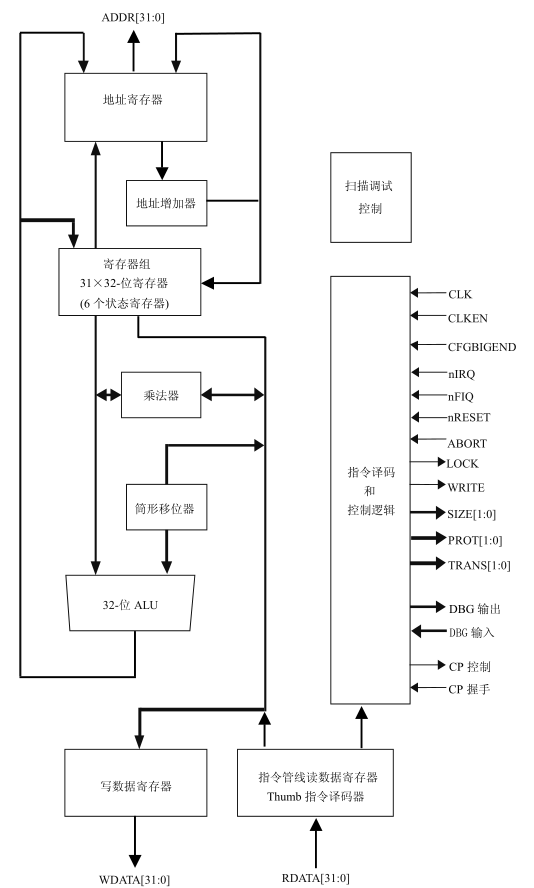 ADDR[31:0]
地址寄存器
地址增加器
扫描调试
控制
寄存器组
31×32-位寄存器
(6 个状态寄存器)
乘法器
筒形移位器
32-位 ALU
指令译码
和
控制逻辑
CLK
CLKEN
CFGBIGEND
nIRQ
nFIQ
nRESET
ABORT
LOCK
WRITE
SIZE[1:0]
PROT[1:0]
TRANS[1:0]
DBG 输出
DBG 输入
CP 控制
CP 握手
写数据寄存器
指令管线读数据寄存器
Thumb 指令译码器
WDATA[31:0]
RDATA[31:0]